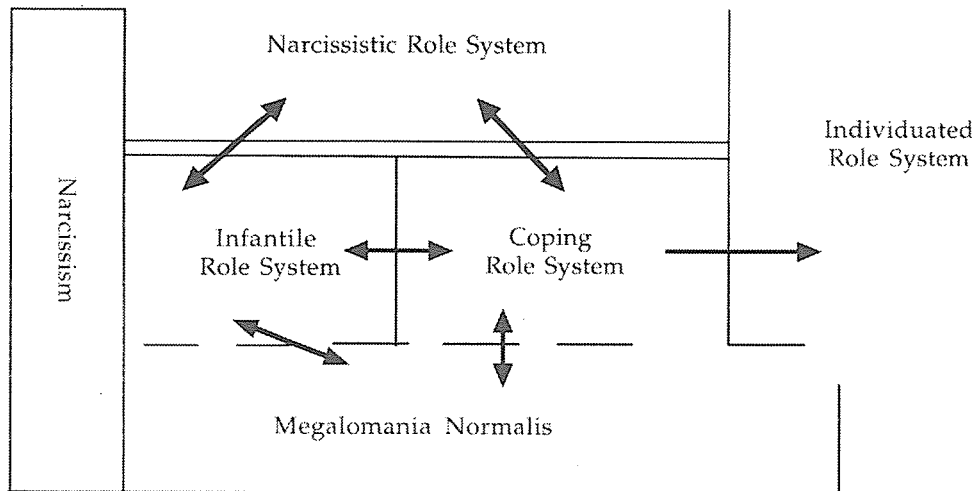 Narcissistic Role System
Individuated
Role System
Narcissism
Infantile
Role System
Coping
Role System
Megalomania Normalis